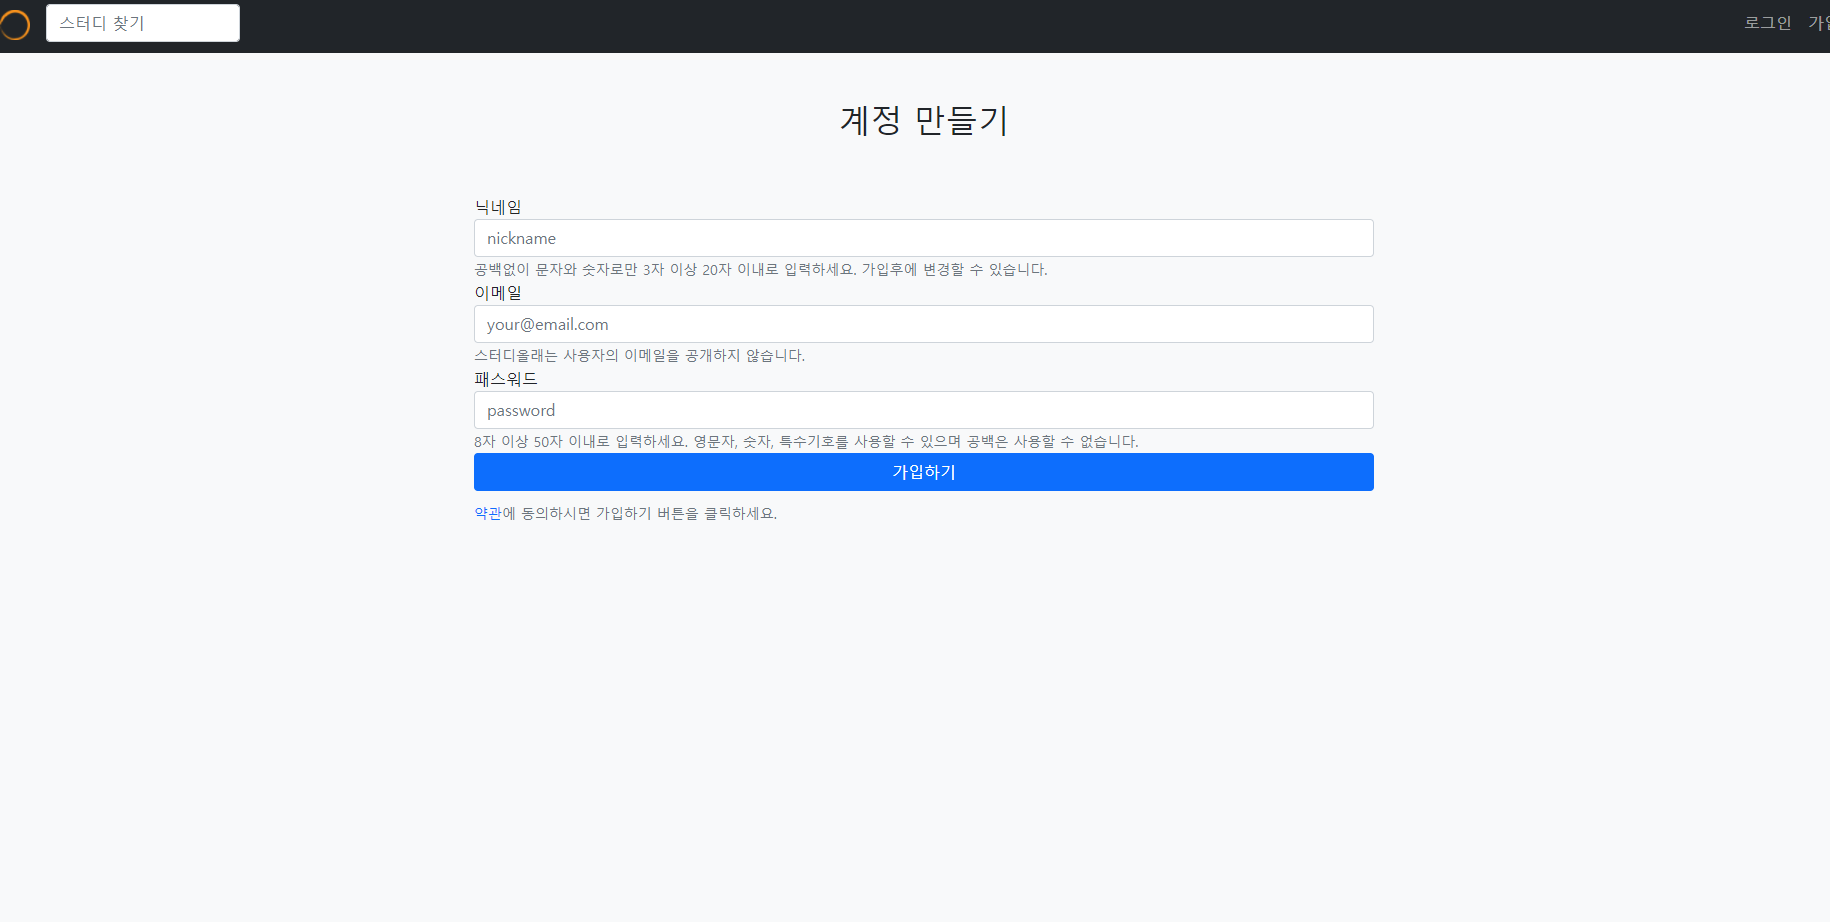 스터디 찾기
로그인
계정 만들기
닉네임
nickname
공백없이 문자와 숫자로만 3자 이상 20자 이내로 입력하세요. 가입후에 변경할 수 있습니다.
이메일
your@email.com
스터디올래는 사용자의 이메일을 공개하지 않습니다.
패스워드
password
8자 이상 50자 이내로 입력하세요. 영문자, 숫자, 특수기호를 사용할 수 있으며 공백은 사용할 수 없습니다.
가입하기
약관에 동의하시면 가입하기 버튼을 클릭하세요.